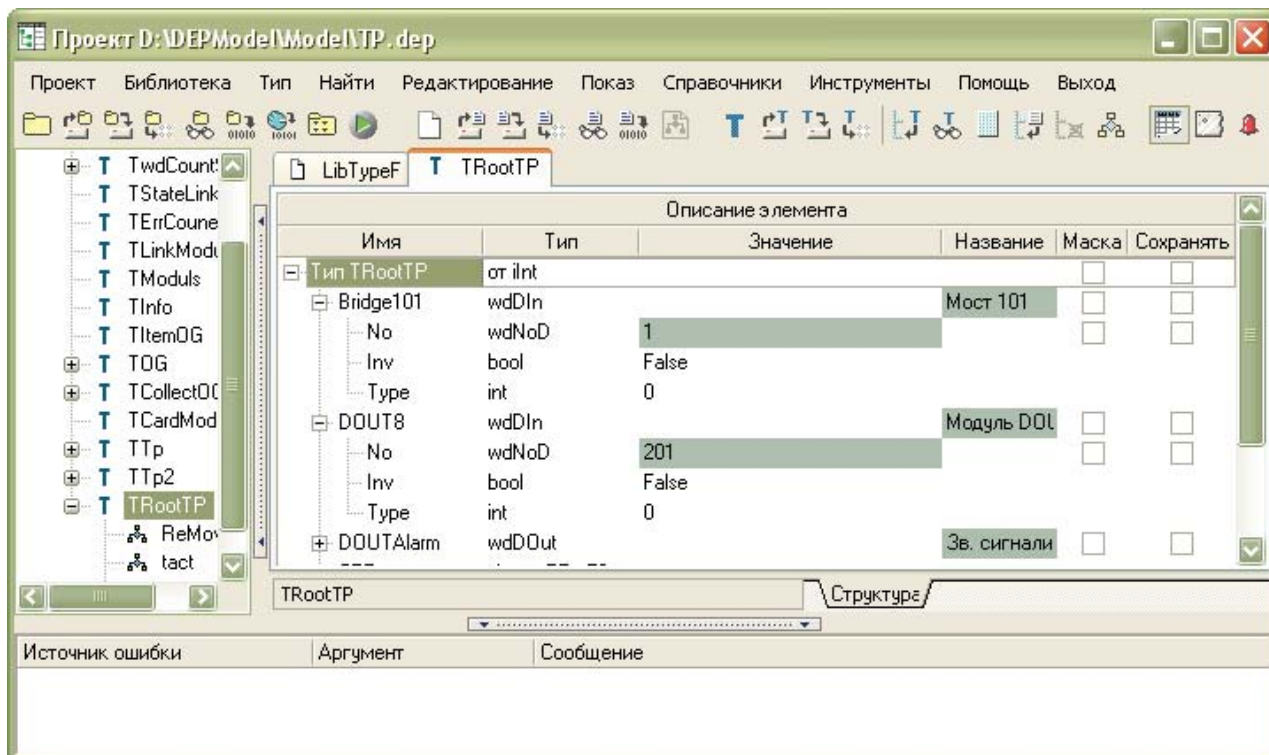 Проект D:\DEPModel\Model\TP.dep
Проект Библиотека Тип Найти Редактирование Показ Справочники Инструменты Помощь Выход
TwdCount
TStateLink
TErrCoune
TLinkModu
TModuls
TInfo
TItemOG
TOG
TCollectOG
TCardMod
TTp
TTp2
TRootTP
ReMov
tact
LibTypeF TRootTP
Описание элемента
Имя Тип Значение Название Маска Сохранять
Тип TRootTP от iInt
Bridge101 wdDIn Мост 101
No wdNoD 1
Inv bool False
Type int 0
DOUT8 wdDIn Модуль DOU
No wdNoD 201
Inv bool False
Type int 0
DOUTAlarm wdDOut Зв. сигнали
TRootTP Структура
Источник ошибки Аргумент Сообщение